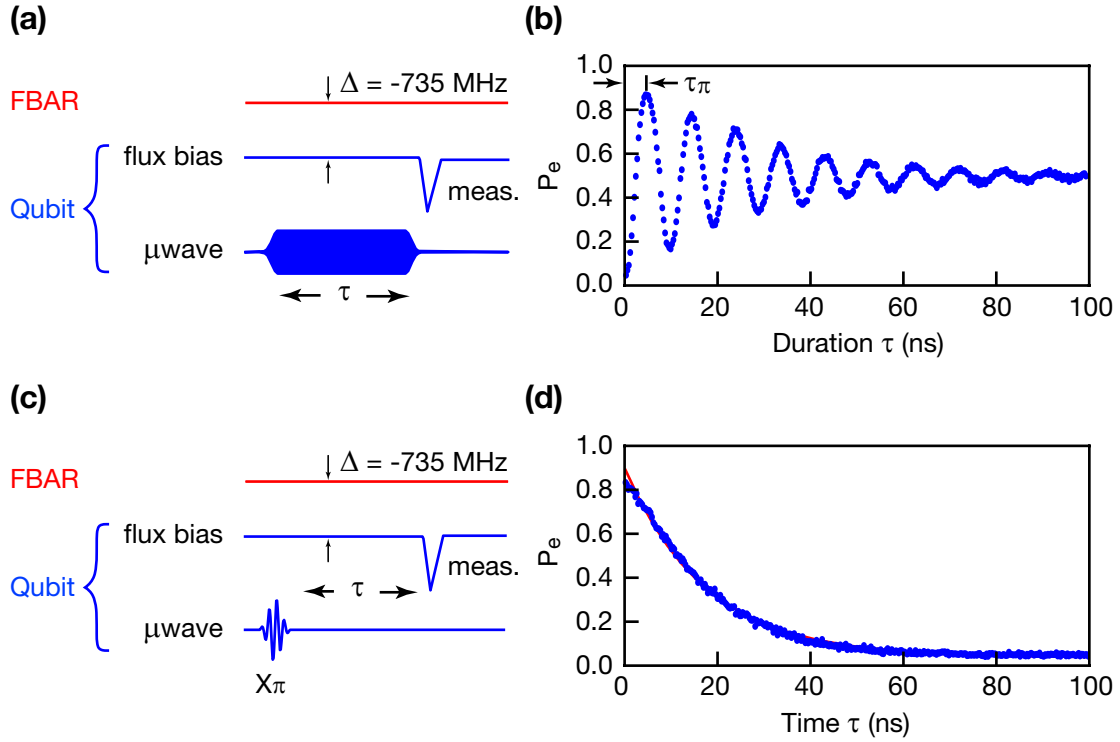 (a)
FBAR
Δ = -735 MHz
flux bias
meas.
Qubit
μwave
τ
(b)
1.0
0.8
0.6
0.4
0.2
0.0
Pe
τπ
0 20 40 60 80 100
Duration τ (ns)
(c)
FBAR
Δ = -735 MHz
flux bias
meas.
Qubit
τ
μwave
Xπ
(d)
1.0
0.8
0.6
0.4
0.2
0.0
Pe
0 20 40 60 80 100
Time τ (ns)